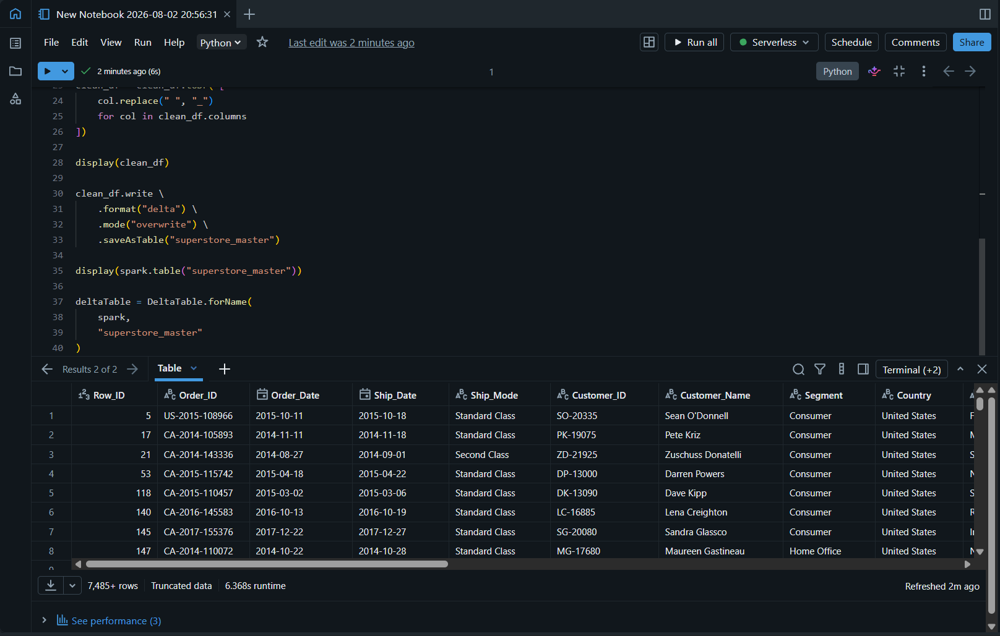 New Notebook 2026-08-02 20:56:31
File Edit View Run Help Python Last edit was 2 minutes ago Run all Serverless Schedule Comments Share
2 minutes ago (6s) 1 Python
24 col.replace(" ", "_")
25 for col in clean_df.columns
26 ])
27
28 display(clean_df)
29
30 clean_df.write \
31 .format("delta") \
32 .mode("overwrite") \
33 .saveAsTable("superstore_master")
34
35 display(spark.table("superstore_master"))
36
37 deltaTable = DeltaTable.forName(
38 spark,
39 "superstore_master"
40 )
Results 2 of 2 Table Terminal (+2)
Row_ID Order_ID Order_Date Ship_Date Ship_Mode Customer_ID Customer_Name Segment Country
1 5 US-2015-108966 2015-10-11 2015-10-18 Standard Class SO-20335 Sean O'Donnell Consumer United States
2 17 CA-2014-105893 2014-11-11 2014-11-18 Standard Class PK-19075 Pete Kriz Consumer United States
3 21 CA-2014-143336 2014-08-27 2014-09-01 Second Class ZD-21925 Zuschuss Donatelli Consumer United States
4 53 CA-2015-115742 2015-04-18 2015-04-22 Standard Class DP-13000 Darren Powers Consumer United States
5 118 CA-2015-110457 2015-03-02 2015-03-06 Standard Class DK-13090 Dave Kipp Consumer United States
6 140 CA-2016-145583 2016-10-13 2016-10-19 Standard Class LC-16885 Lena Creighton Consumer United States
7 145 CA-2017-155376 2017-12-22 2017-12-27 Standard Class SG-20080 Sandra Glassco Consumer United States
8 147 CA-2014-110072 2014-10-22 2014-10-28 Standard Class MG-17680 Maureen Gastineau Home Office United States
7,485+ rows Truncated data 6.368s runtime Refreshed 2m ago
See performance (3)